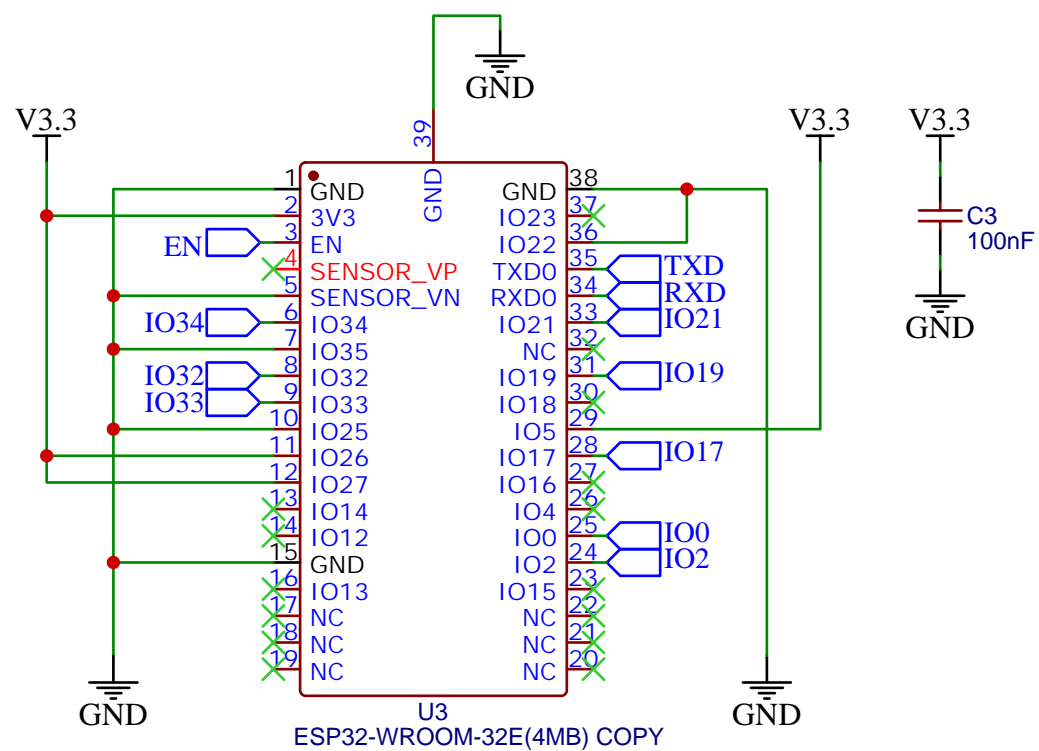 GND
V3.3
V3.3
V3.3
39
GND
1 GND
2 3V3
3 EN
EN
4 SENSOR_VP
5 SENSOR_VN
6 IO34
IO34
7 IO35
8 IO32
IO32
9 IO33
IO33
10 IO25
11 IO26
12 IO27
13 IO14
14 IO12
15 GND
16 IO13
17 NC
18 NC
19 NC
GND 38
IO23 37
IO22 36
TXD0 35 TXD
RXD0 34 RXD
IO21 33 IO21
NC 32
IO19 31 IO19
IO18 30
IO5 29
IO17 28 IO17
IO16 27
IO4 26
IO0 25 IO0
IO2 24 IO2
IO15 23
NC 22
NC 21
NC 20
C3
100nF
GND
GND
GND
U3
ESP32-WROOM-32E(4MB) COPY